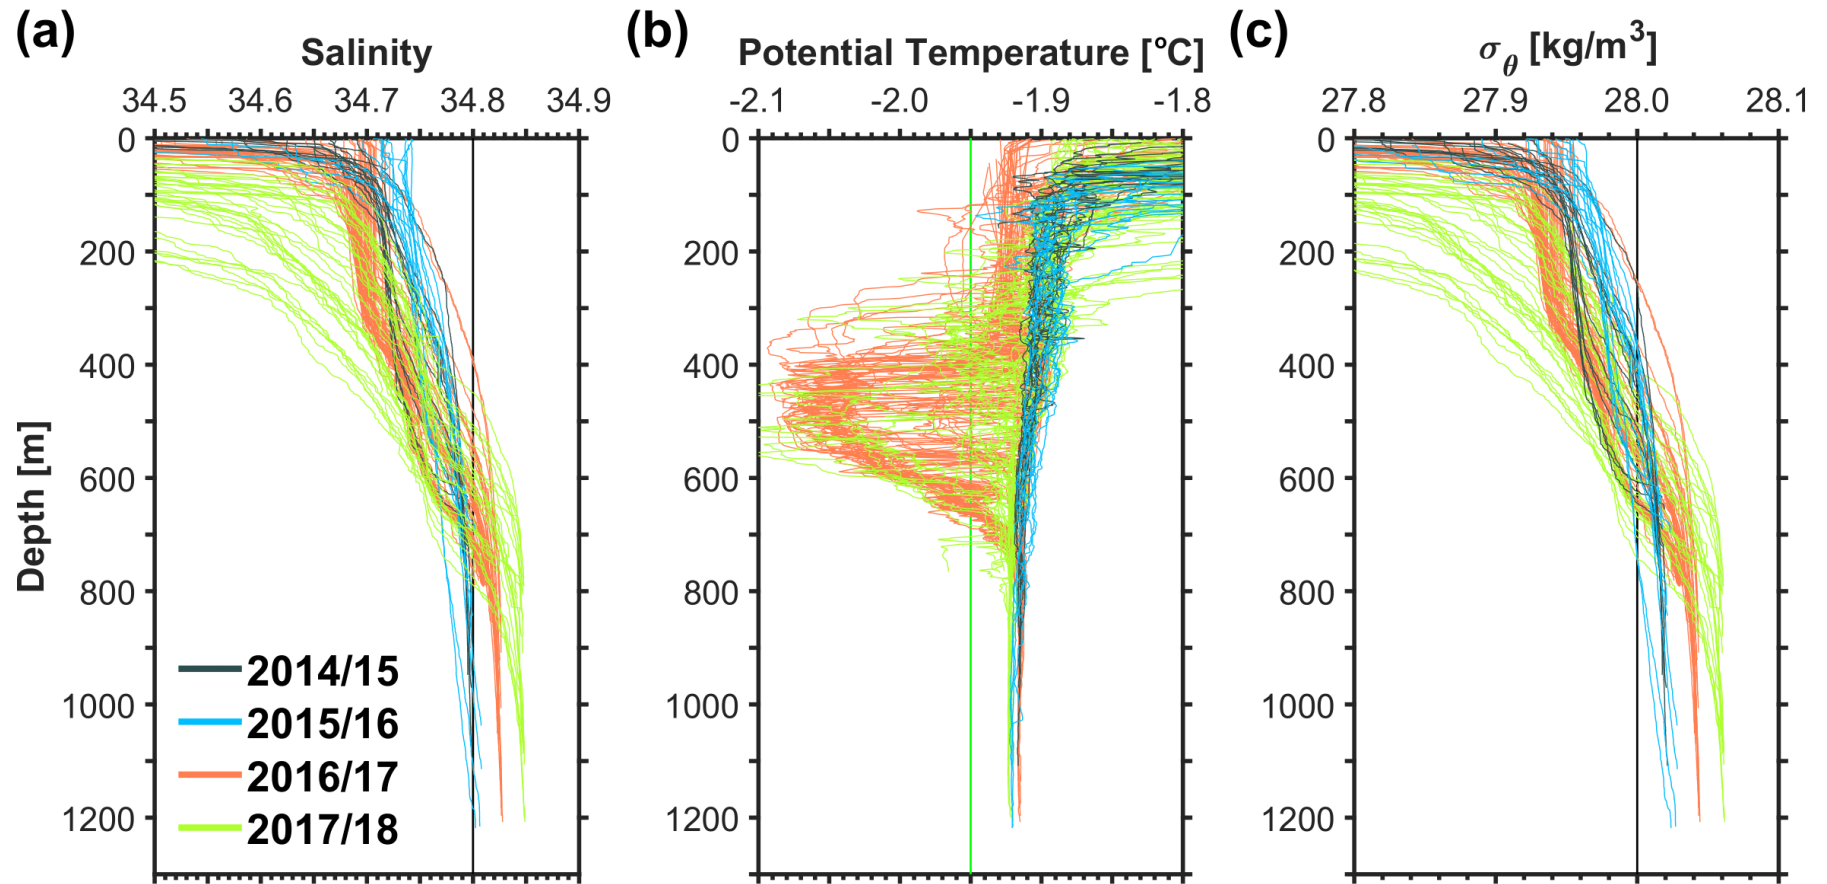 (a) (b) (c)
Salinity Potential Temperature [°C] σθ [kg/m³]
34.5 34.6 34.7 34.8 34.9 -2.1 -2.0 -1.9 -1.8 27.8 27.9 28.0 28.1
0 0 0
200 200 200
400 400 400
Depth [m]
600 600 600
800 800 800
2014/15
1000 1000 1000
2015/16
2016/17
1200 1200 1200
2017/18